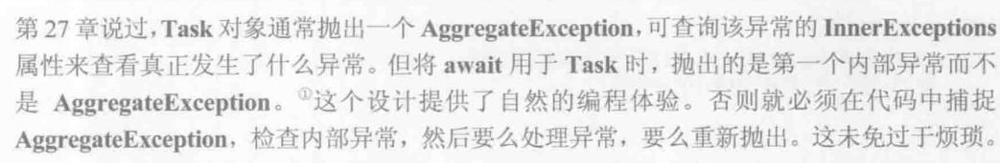 第 27 章说过，Task 对象通常抛出一个 AggregateException，可查询该异常的 InnerExceptions
属性来查看真正发生了什么异常。但将 await 用于 Task 时，抛出的是第一个内部异常而不
是 AggregateException。①这个设计提供了自然的编程体验。否则就必须在代码中捕捉
AggregateException，检查内部异常，然后要么处理异常，要么重新抛出。这未免过于烦琐。